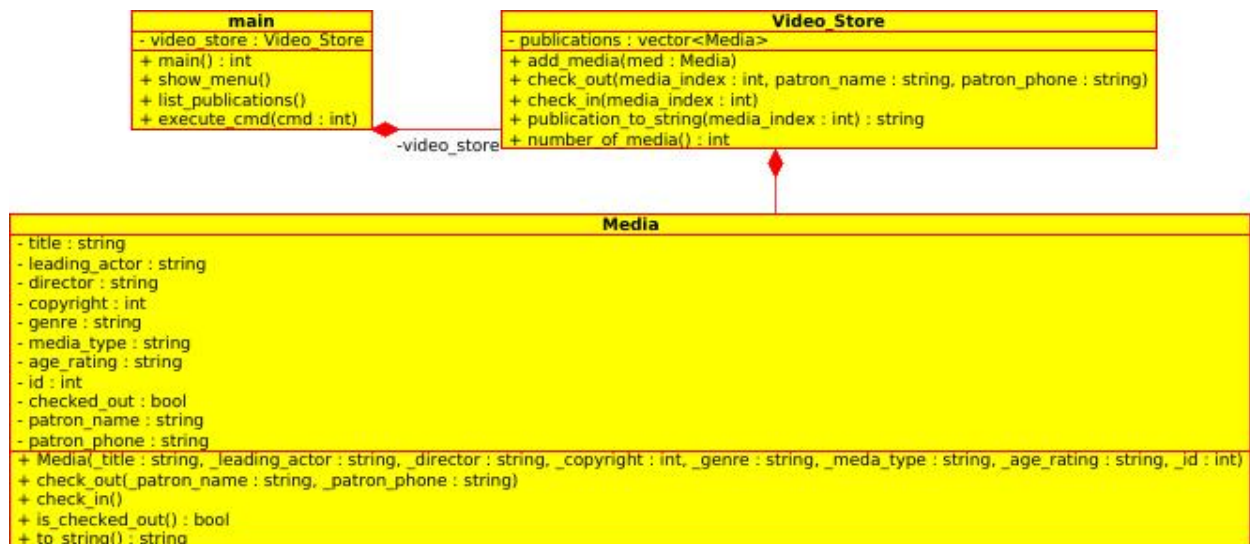 main
- video_store : Video_Store
+ main() : int
+ show_menu()
+ list_publications()
+ execute_cmd(cmd : int)
-video_store
Video_Store
- publications : vector<Media>
+ add_media(med : Media)
+ check_out(media_index : int, patron_name : string, patron_phone : string)
+ check_in(media_index : int)
+ publication_to_string(media_index : int) : string
+ number_of_media() : int
Media
- title : string
- leading_actor : string
- director : string
- copyright : int
- genre : string
- media_type : string
- age_rating : string
- id : int
- checked_out : bool
- patron_name : string
- patron_phone : string
+ Media(_title : string, _leading_actor : string, _director : string, _copyright : int, _genre : string, _meda_type : string, _age_rating : string, _id : int)
+ check_out(_patron_name : string, _patron_phone : string)
+ check_in()
+ is_checked_out() : bool
+ to_string() : string